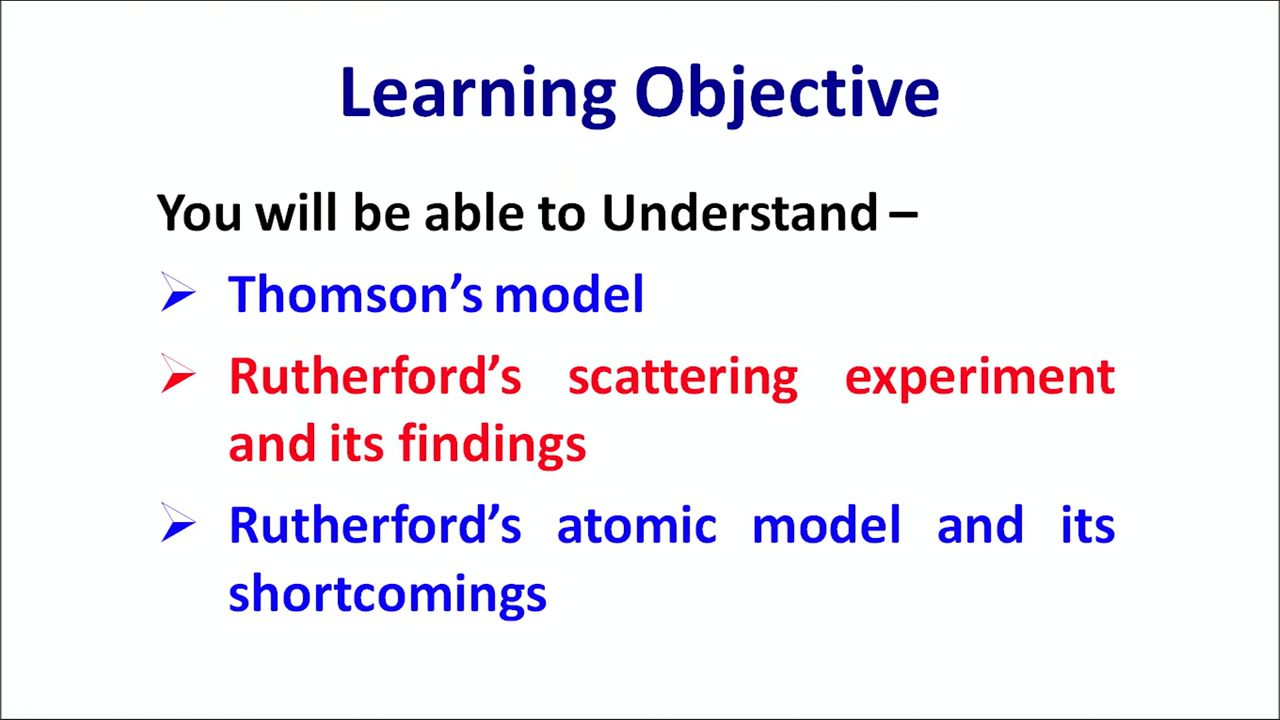 Learning Objective
You will be able to Understand –
➢ Thomson's model
➢ Rutherford's scattering experiment
and its findings
➢ Rutherford's atomic model and its
shortcomings